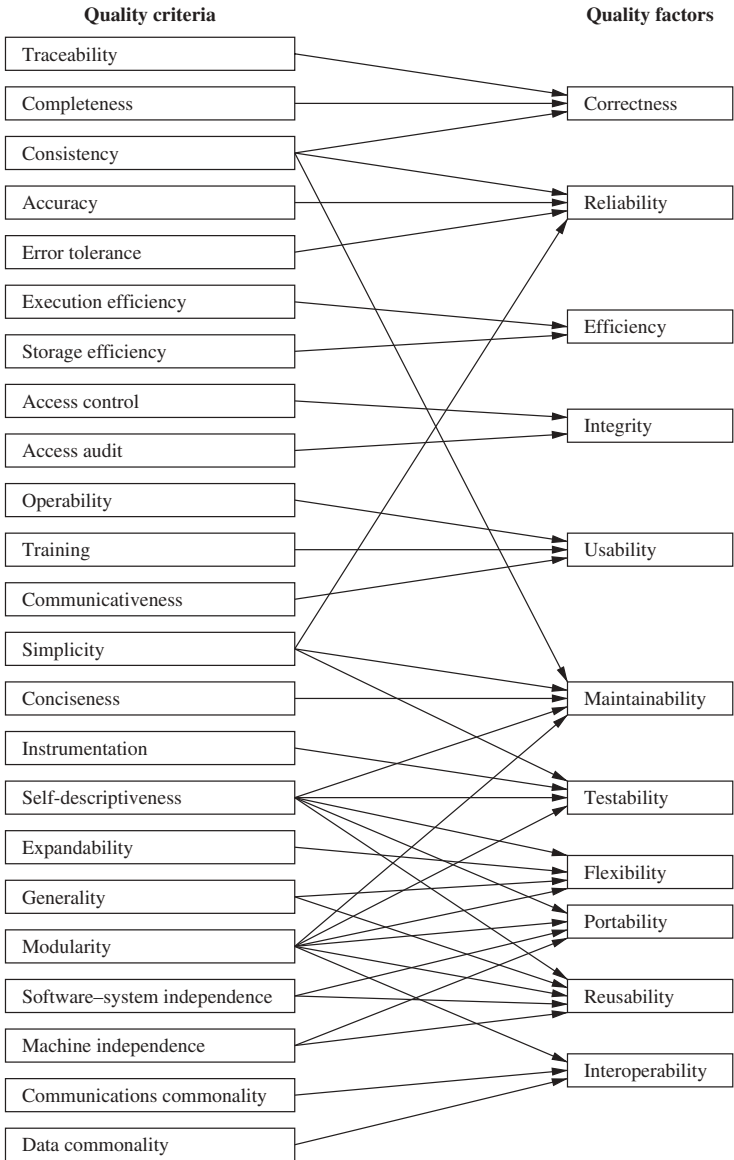 Quality criteria
Quality factors
Traceability
Completeness
Correctness
Consistency
Accuracy
Reliability
Error tolerance
Execution efficiency
Efficiency
Storage efficiency
Access control
Integrity
Access audit
Operability
Training
Usability
Communicativeness
Simplicity
Conciseness
Maintainability
Instrumentation
Self-descriptiveness
Testability
Expandability
Flexibility
Generality
Portability
Modularity
Software–system independence
Reusability
Machine independence
Interoperability
Communications commonality
Data commonality